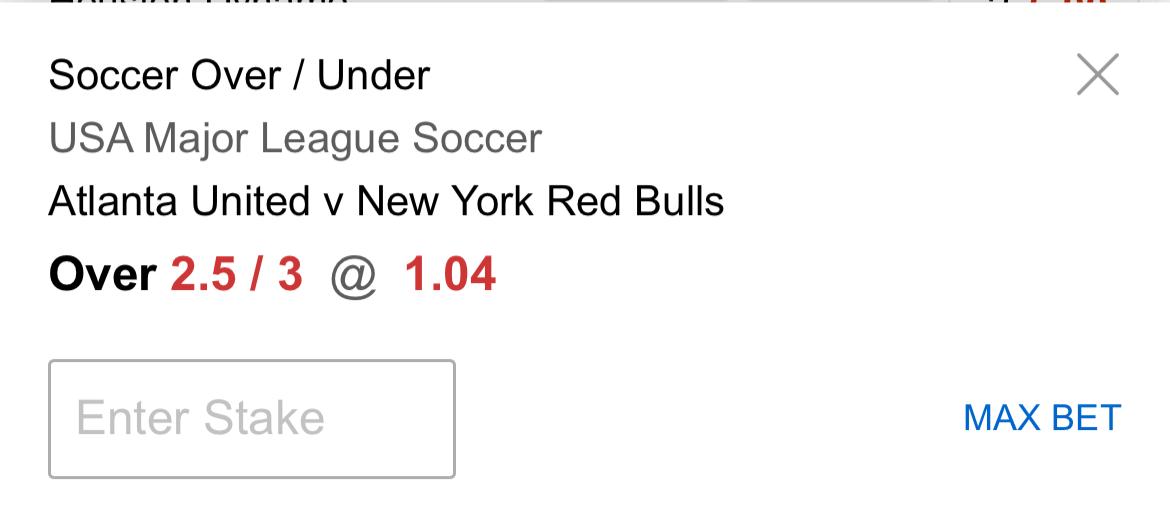 Soccer Over / Under
USA Major League Soccer
Atlanta United v New York Red Bulls
Over 2.5 / 3 @ 1.04
Enter Stake
MAX BET